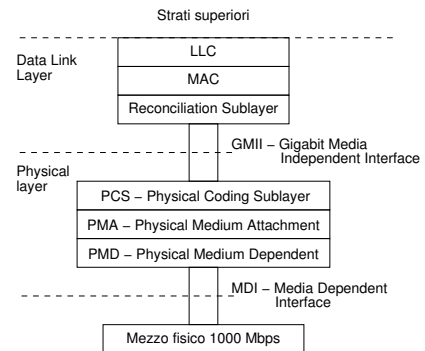 Strati superiori
LLC
Data Link
Layer
MAC
Reconciliation Sublayer
GMII – Gigabit Media
Independent Interface
Physical
layer
PCS – Physical Coding Sublayer
PMA – Physical Medium Attachment
PMD – Physical Medium Dependent
MDI – Media Dependent
Interface
Mezzo fisico 1000 Mbps